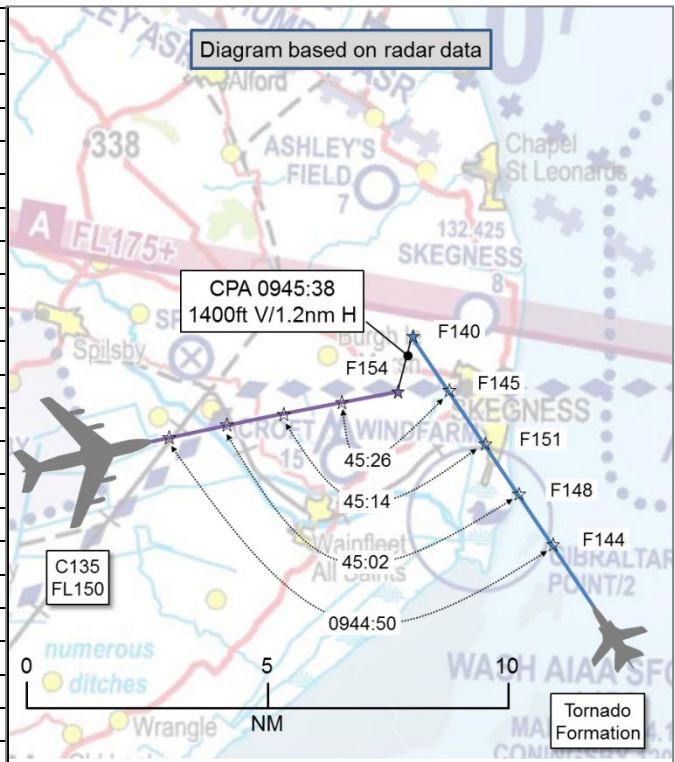 Diagram based on radar data
Alford
338
ASHLEY'S
FIELD
7
Chapel
St Leonards
A FL175+
132.425
SKEGNESS
8
CPA 0945:38
1400ft V/1.2nm H
F140
Spilsby
F154
F145
SKEGNESS
CROFT WINDFARM
15
F151
45:26
45:14
F148
Wainfleet
All Saints
45:02
F144
C135
FL150
GIBRALTAR
POINT/2
0944:50
numerous
ditches
0 5 10
NM
WASH AIAA SFC
Wrangle
Tornado
Formation